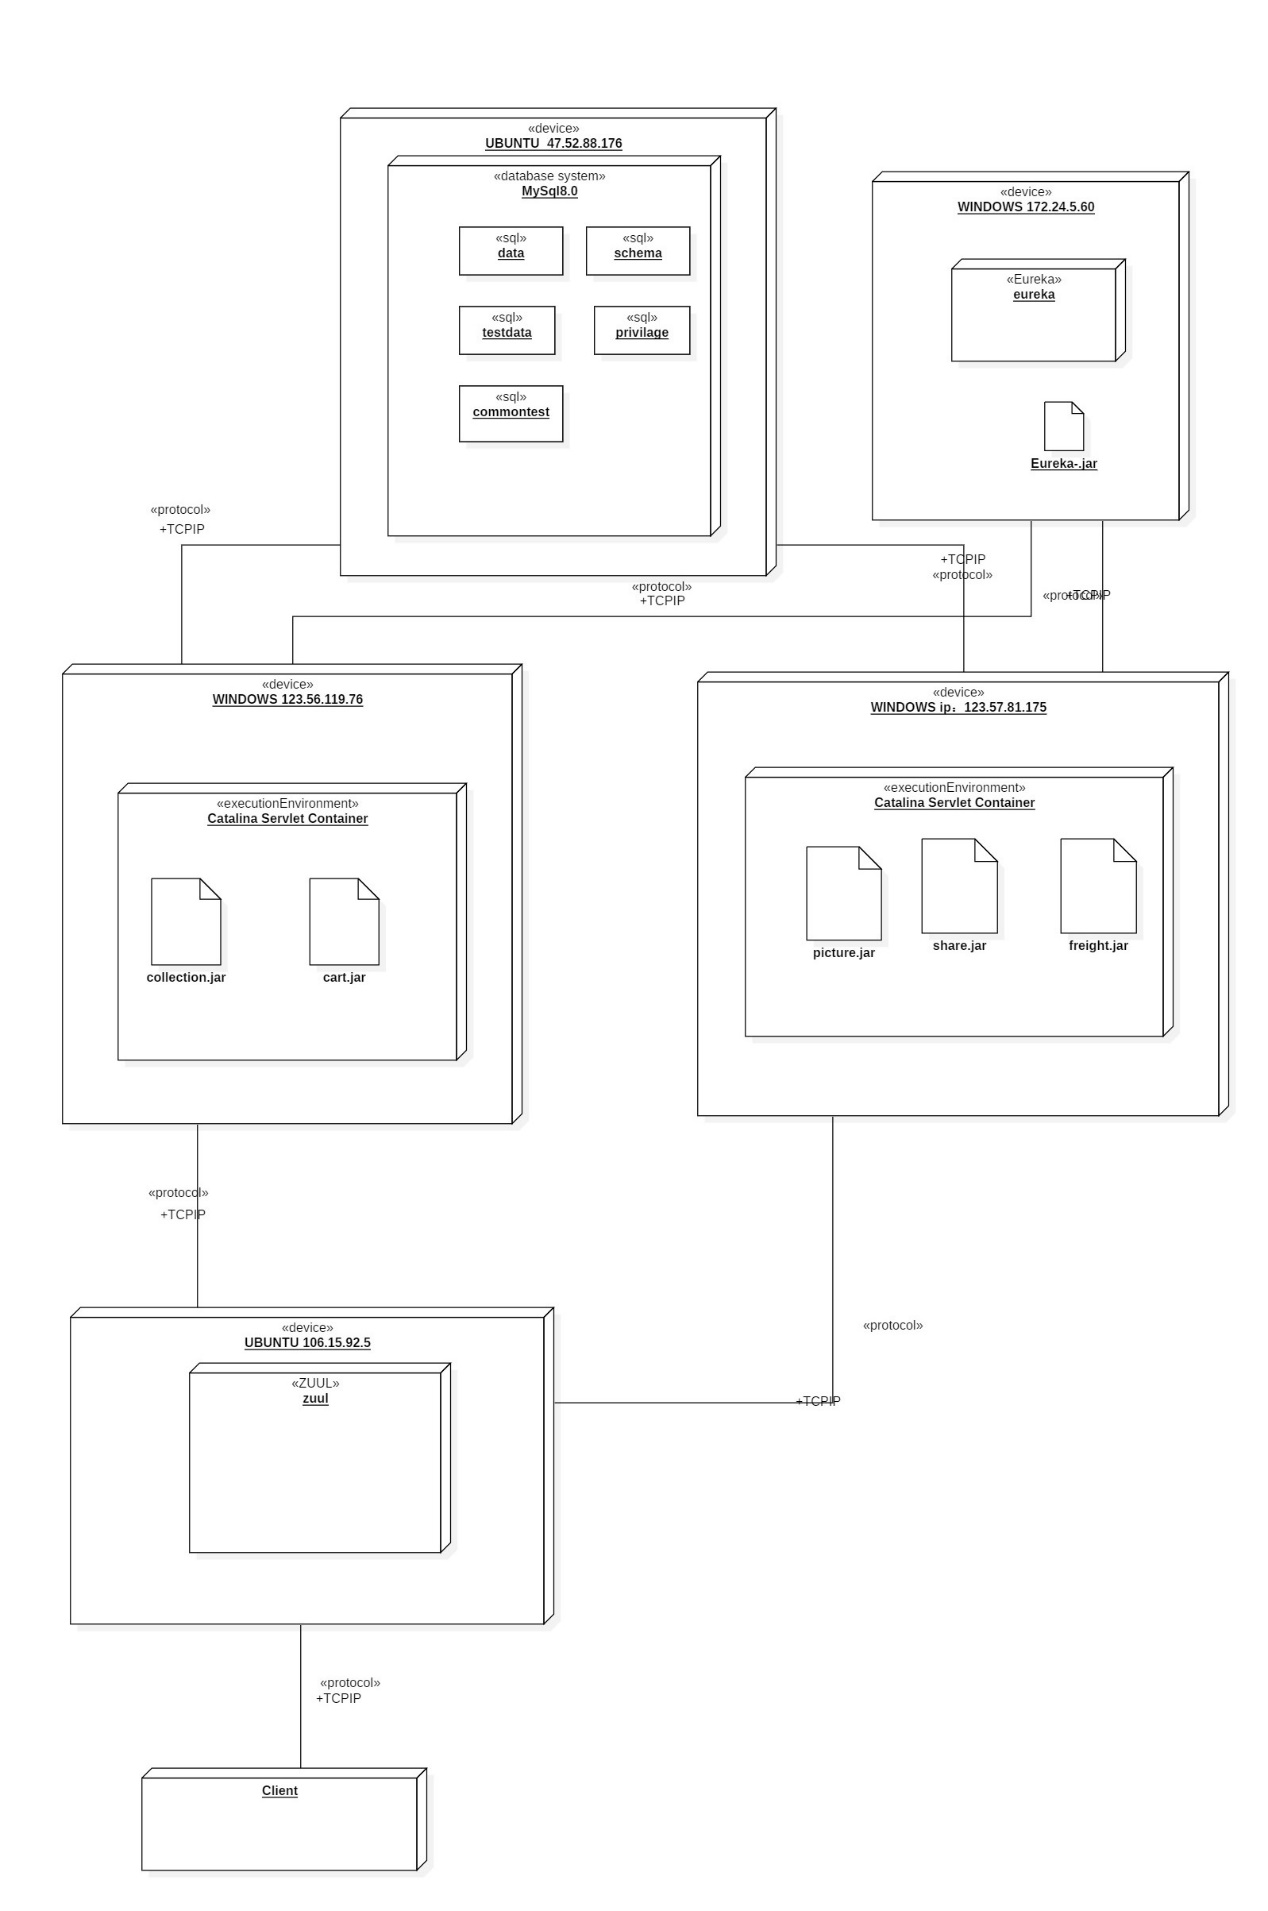 «device»
UBUNTU  47.52.88.176
«database system»
MySql8.0
«sql»
data
«sql»
schema
«sql»
testdata
«sql»
privilage
«sql»
commontest
«device»
WINDOWS 172.24.5.60
«Eureka»
eureka
Eureka-.jar
«protocol»
+TCPIP
+TCPIP
«protocol»
«protocol»
+TCPIP
«protocol»
+TCPIP
«device»
WINDOWS 123.56.119.76
«executionEnvironment»
Catalina Servlet Container
collection.jar
cart.jar
«device»
WINDOWS ip：123.57.81.175
«executionEnvironment»
Catalina Servlet Container
picture.jar
share.jar
freight.jar
«protocol»
+TCPIP
«protocol»
+TCPIP
«device»
UBUNTU 106.15.92.5
«ZUUL»
zuul
«protocol»
+TCPIP
Client